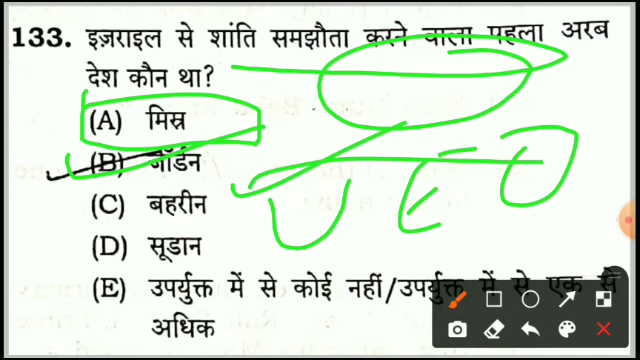 133. इज़राइल से शांति समझौता करने वाला पहला अरब
देश कौन था?
(A) मिस्र
(B) जॉर्डन
(C) बहरीन
(D) सूडान
(E) उपर्युक्त में से कोई नहीं/उपर्युक्त में से एक से
अधिक